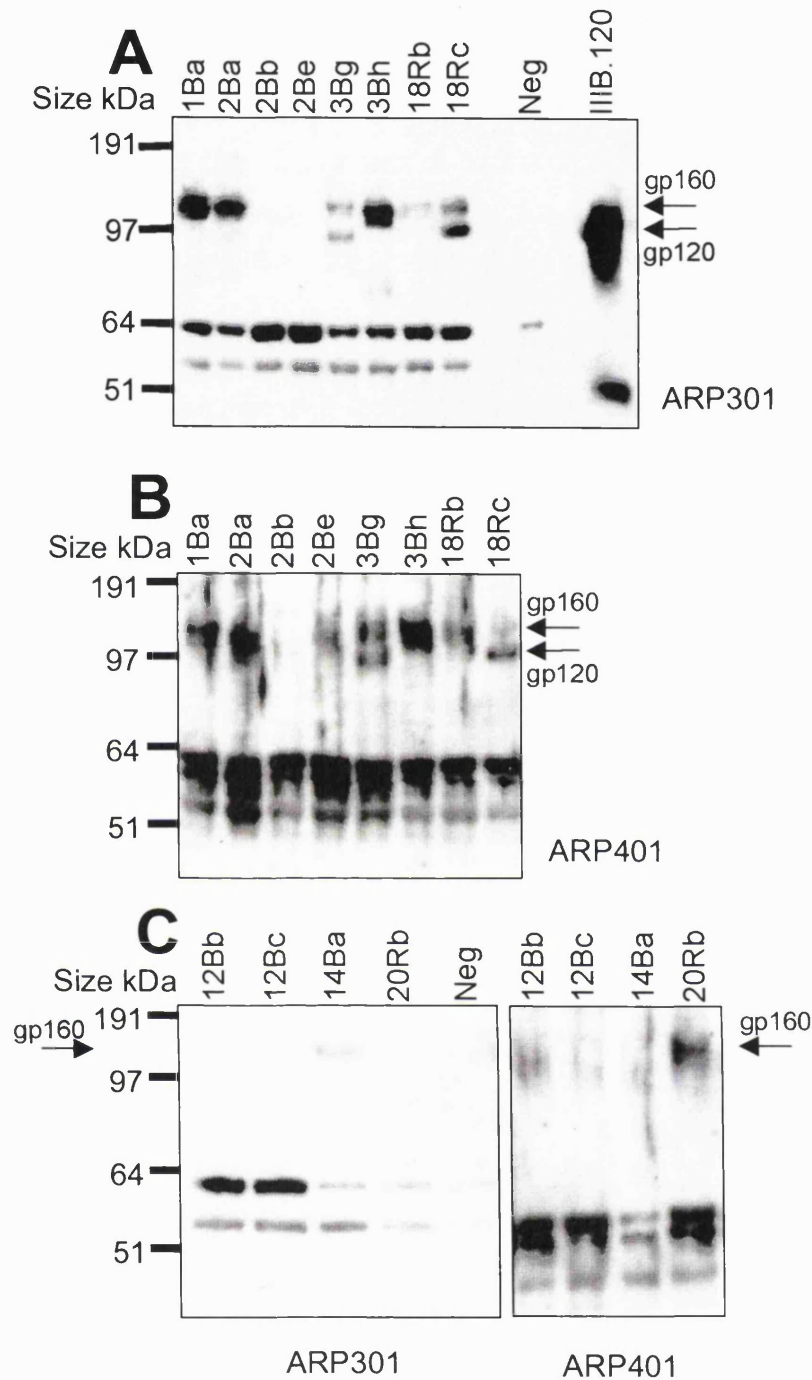 A
Size kDa
1Ba
2Ba
2Bb
2Be
3Bg
3Bh
18Rb
18Rc
Neg
IIIB.120
191
97
64
51
gp160
gp120
ARP301
B
Size kDa
1Ba
2Ba
2Bb
2Be
3Bg
3Bh
18Rb
18Rc
191
97
64
51
gp160
gp120
ARP401
C
Size kDa
12Bb
12Bc
14Ba
20Rb
Neg
12Bb
12Bc
14Ba
20Rb
191
gp160
97
64
51
gp160
ARP301
ARP401